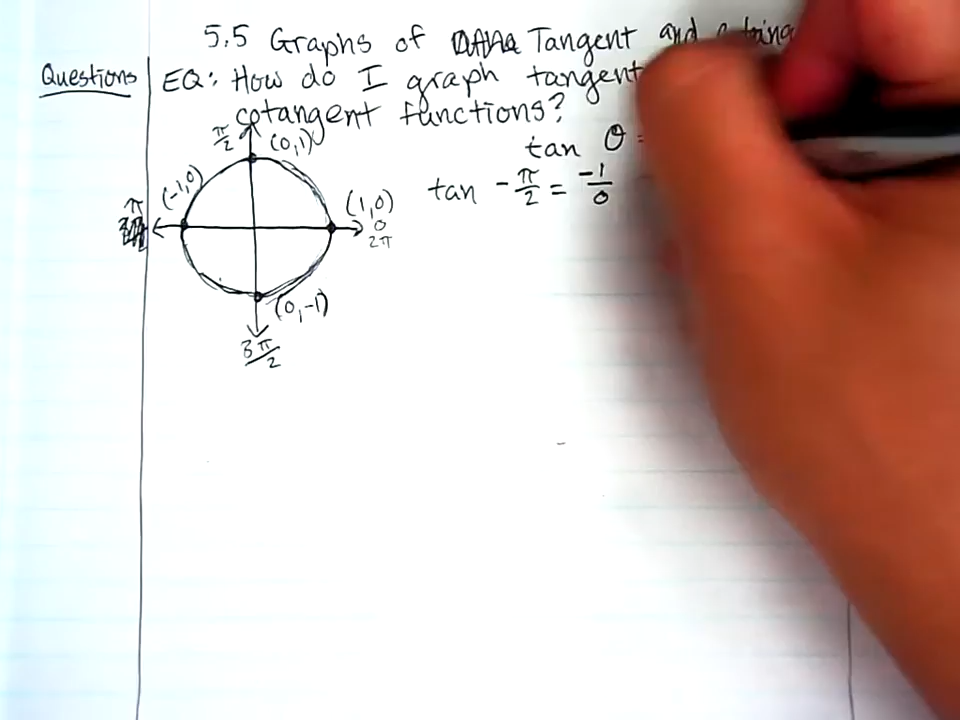 5.5 Graphs of Tangent and
Questions
EQ: How do I graph tangent
cotangent functions?
π/2 (0,1)
tan θ =
(-1,0)
tan -π/2 = -1/0
π
(1,0)
0
2π
(0,-1)
3π/2